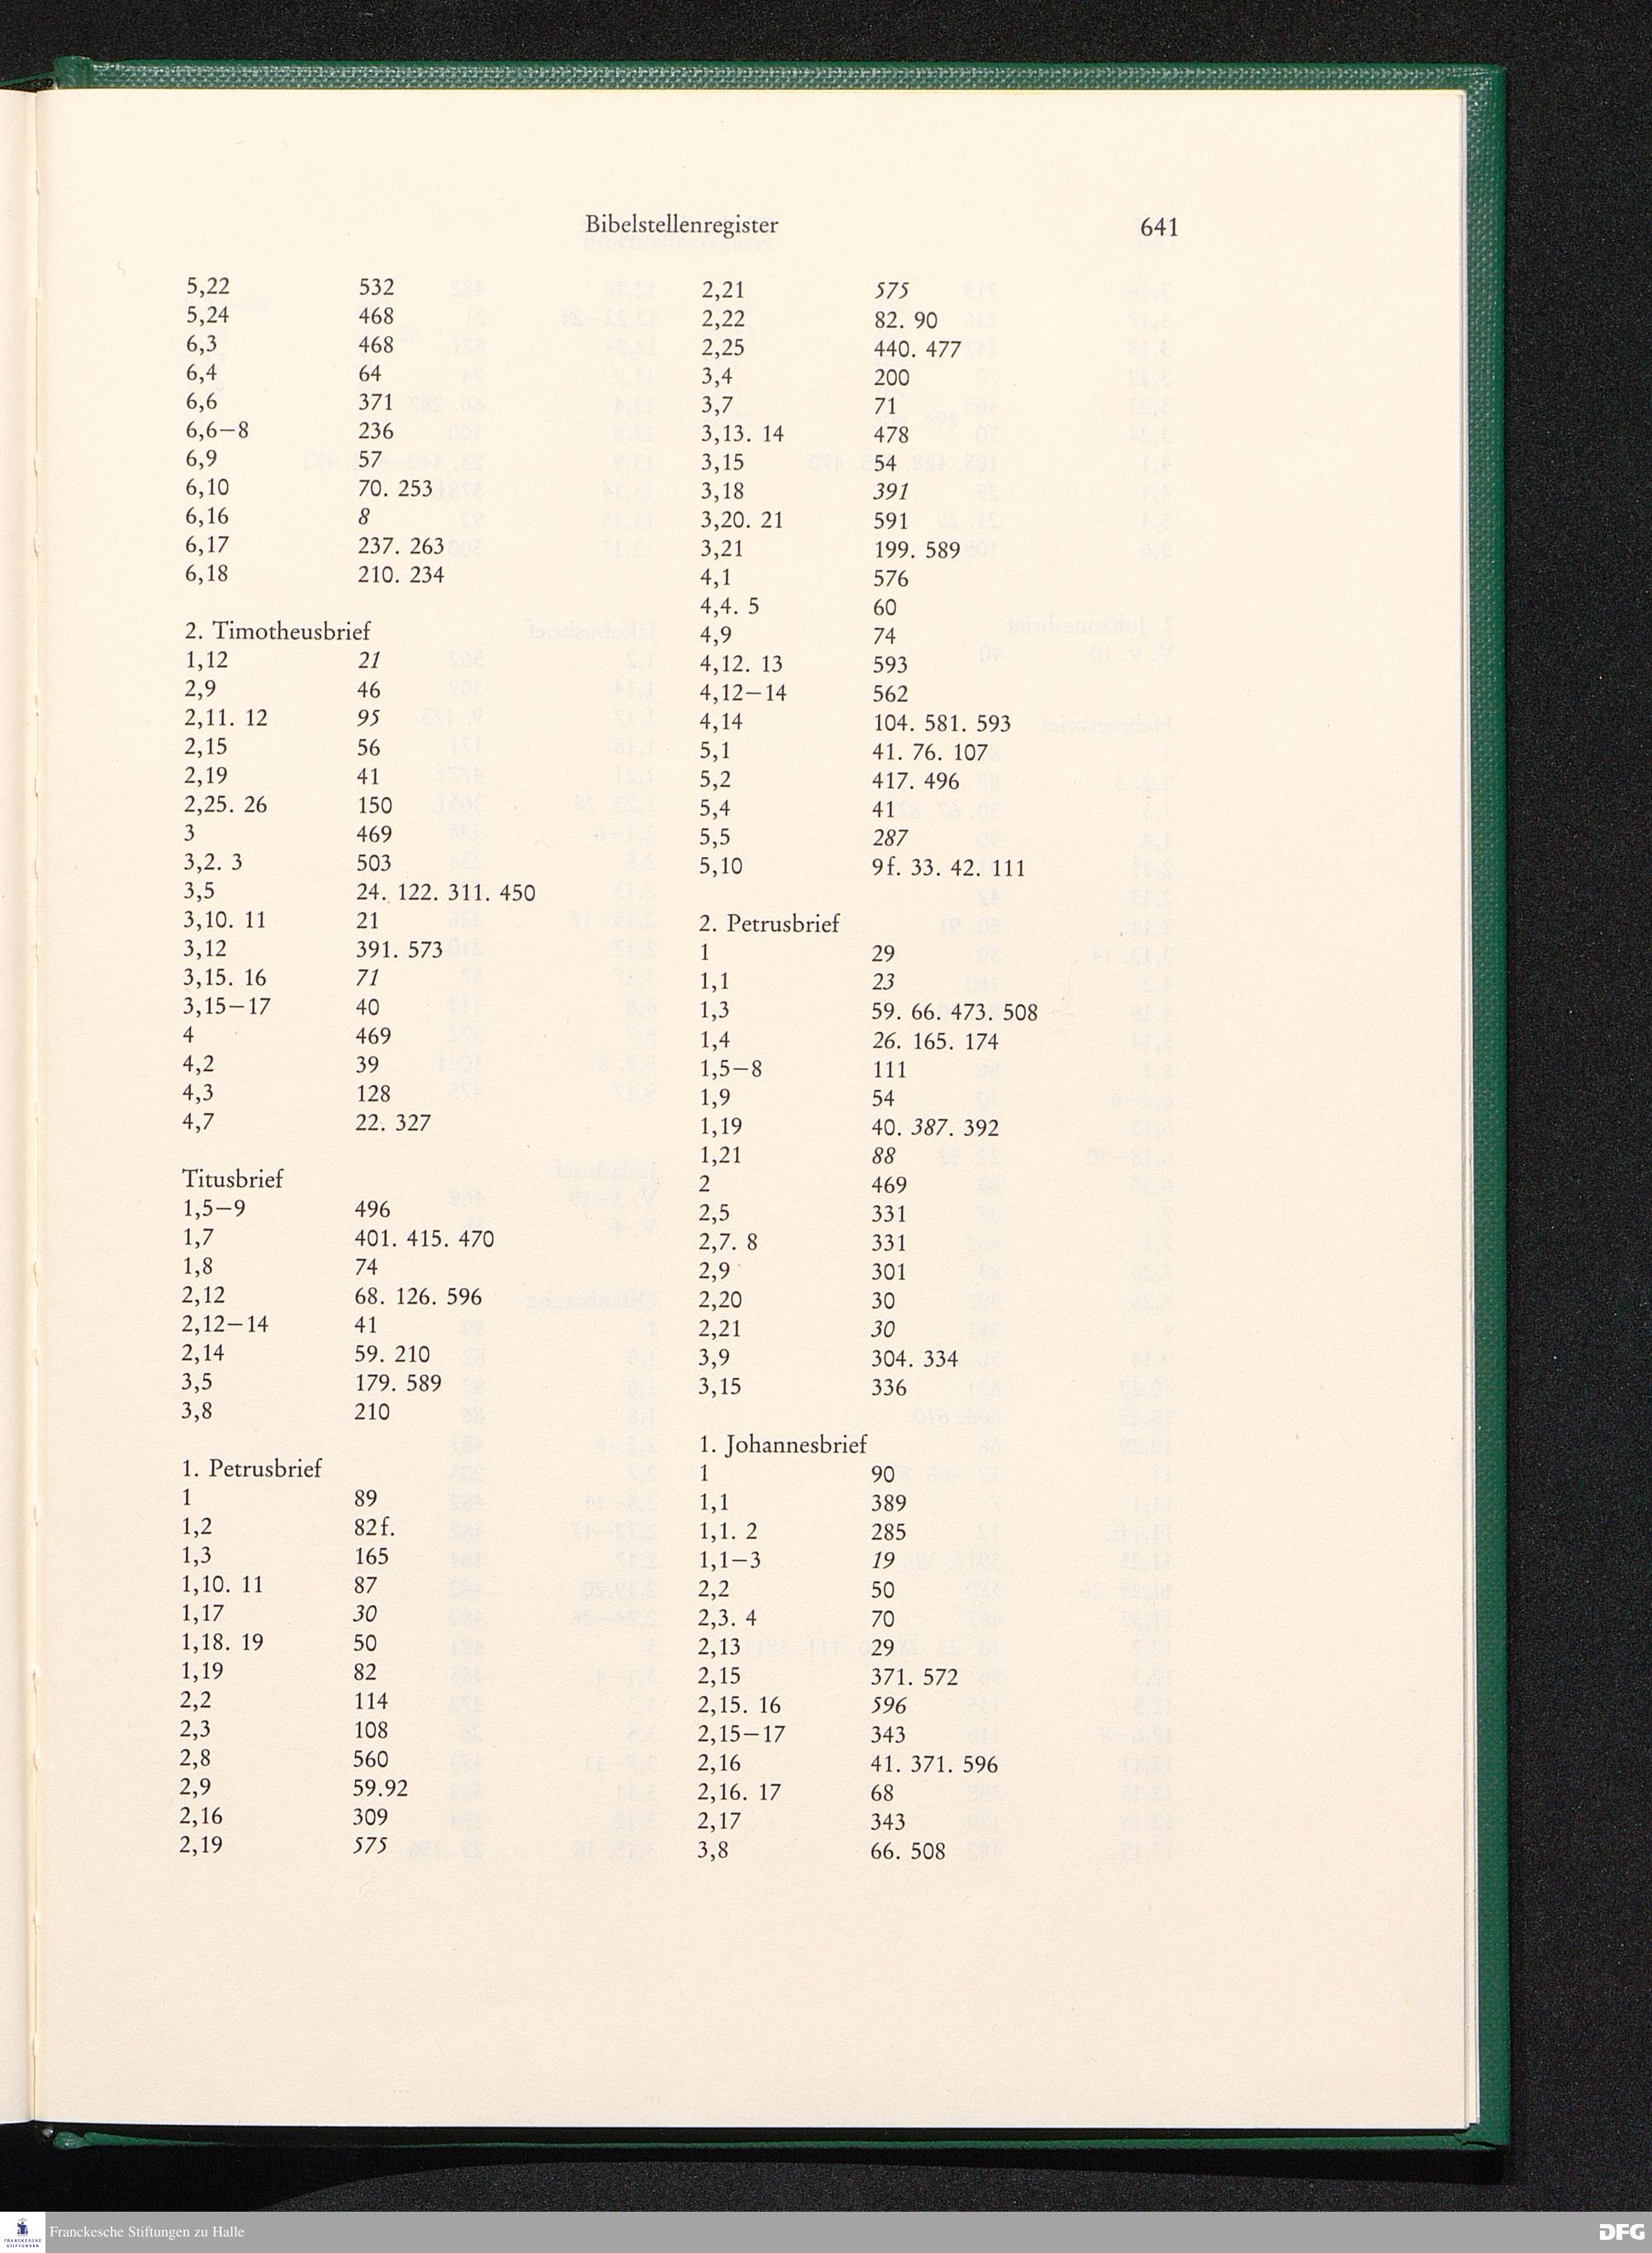 Bibelstellenregister 641
5,22 532
5,24 468
6,3 468
6,4 64
6,6 371
6,6—8 236
6,9 57
6,10 70. 253
6,16 8
6,17 237. 263
6,18 210. 234
2. Timotheusbrief
1,12 21
2,9 46
2,11. 12 95
2,15 56
2,19 41
2,25. 26 150
3 469
3,2. 3 503
3,5 24. 122. 311. 450
3,10. 11 21
3,12 391. 573
3,15. 16 71
3,15—17 40
4 469
4,2 39
4,3 128
4,7 22. 327
Titusbrief
1,5—9 496
1,7 401. 415. 470
1,8 74
2,12 68. 126. 596
2,12—14 41
2,14 59. 210
3,5 179. 589
3,8 210
1. Petrusbrief
1 89
1,2 82f.
1,3 165
1,10. 11 87
1,17 30
1,18. 19 50
1,19 82
2,2 114
2,3 108
2,8 560
2,9 59.92
2,16 309
2,19 575
2,21 575
2,22 82. 90
2,25 440. 477
3,4 200
3,7 71
3,13. 14 478
3,15 54
3,18 391
3,20. 21 591
3,21 199. 589
4,1 576
4,4. 5 60
4,9 74
4,12. 13 593
4,12—14 562
4,14 104. 581. 593
5,1 41. 76. 107
5,2 417. 496
5,4 41
5,5 287
5,10 9f. 33. 42. 111
2. Petrusbrief
1 29
1,1 23
1,3 59. 66. 473. 508
1,4 26. 165. 174
1,5—8 111
1,9 54
1,19 40. 387. 392
1,21 88
2 469
2,5 331
2,7. 8 331
2,9 301
2,20 30
2,21 30
3,9 304. 334
3,15 336
1. Johannesbrief
1 90
1,1 389
1,1. 2 285
1,1—3 19
2,2 50
2,3. 4 70
2,13 29
2,15 371. 572
2,15. 16 596
2,15—17 343
2,16 41. 371. 596
2,16. 17 68
2,17 343
3,8 66. 508
FRANCKESCHE
STIFTUNGEN
Franckesche Stiftungen zu Halle
DFG